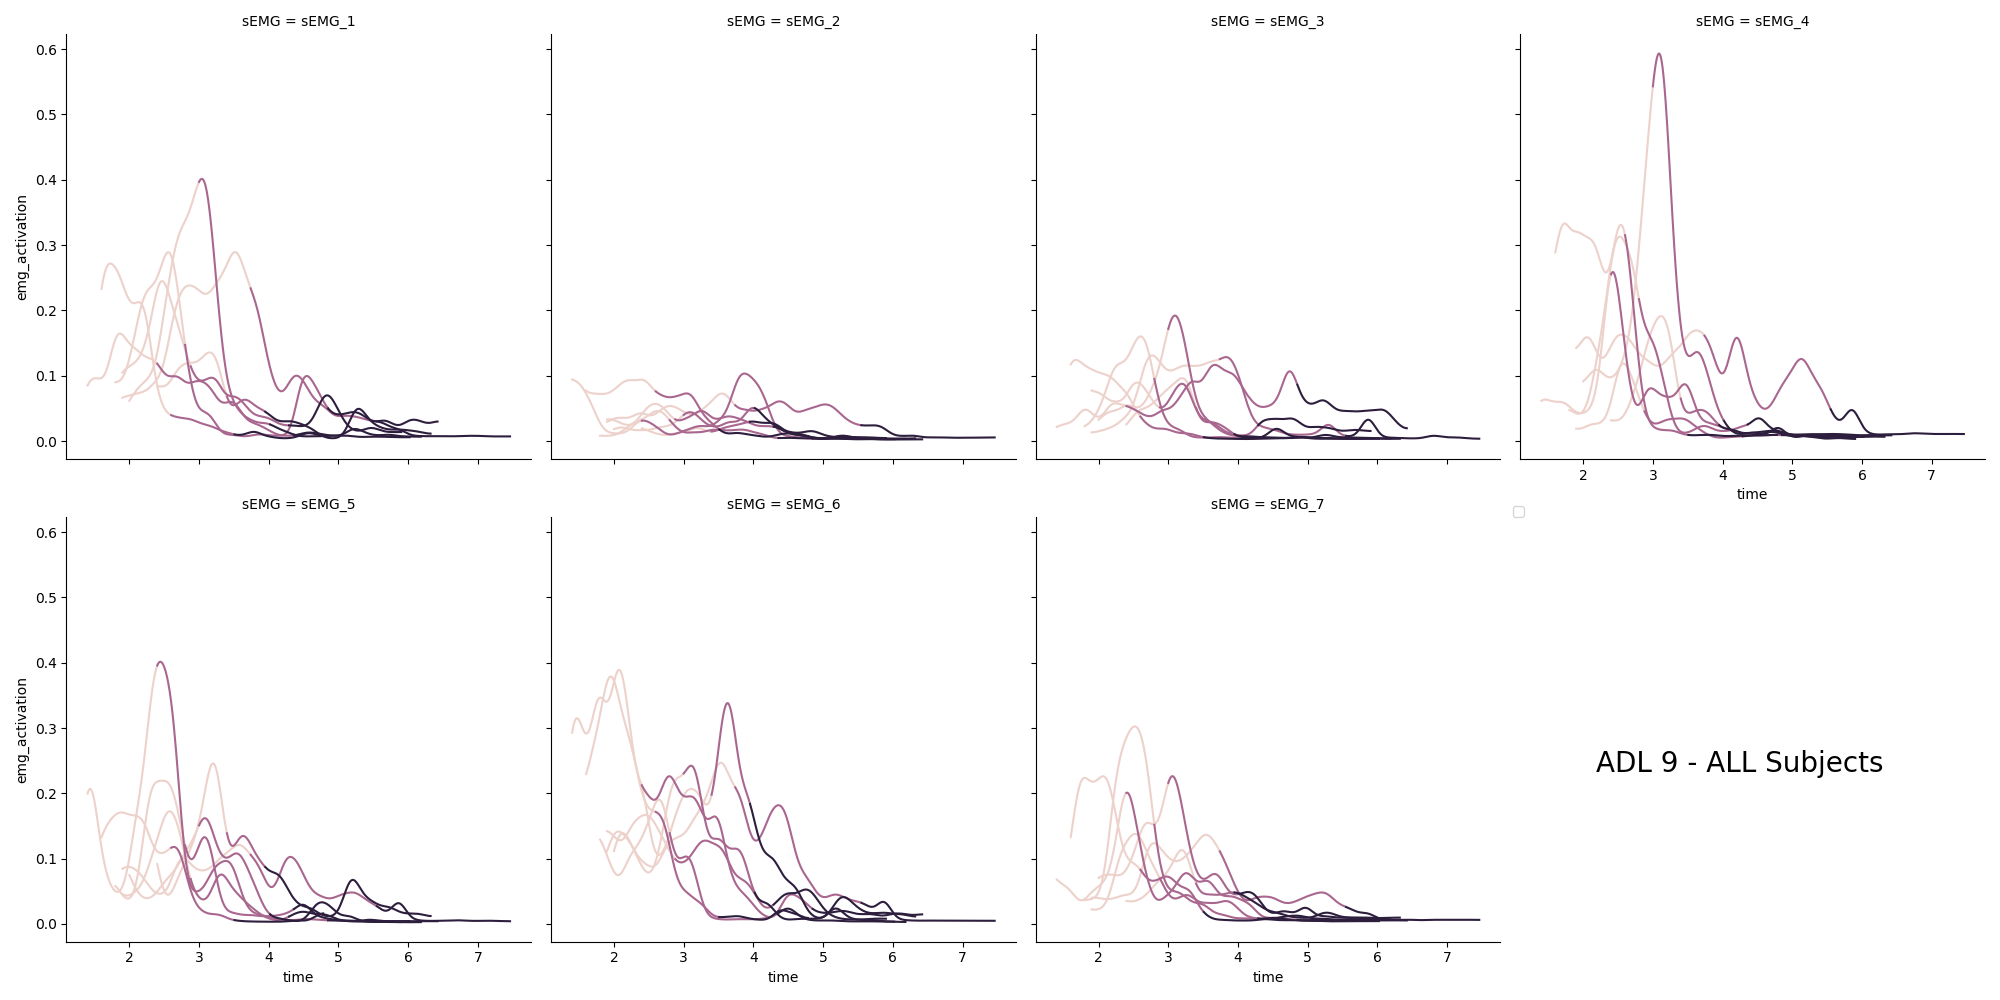 sEMG = sEMG_1
sEMG = sEMG_2
sEMG = sEMG_3
sEMG = sEMG_4
0.6
0.5
0.4
0.3
0.2
0.1
0.0
emg_activation
2 3 4 5 6 7
time
sEMG = sEMG_5
sEMG = sEMG_6
sEMG = sEMG_7
0.6
0.5
0.4
0.3
0.2
0.1
0.0
emg_activation
2 3 4 5 6 7
time
2 3 4 5 6 7
time
2 3 4 5 6 7
time
ADL 9 - ALL Subjects